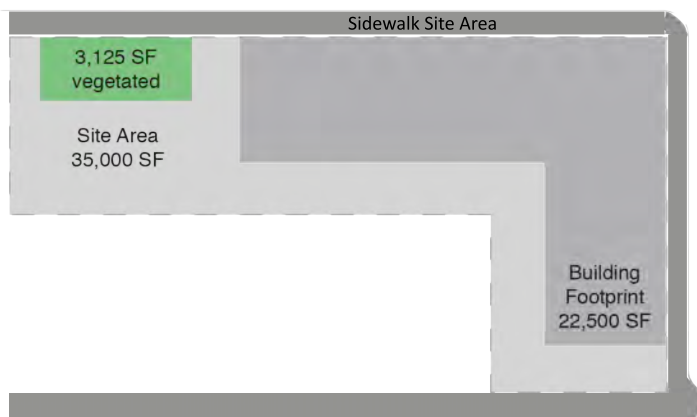 Sidewalk Site Area
3,125 SF
vegetated
Site Area
35,000 SF
Building
Footprint
22,500 SF